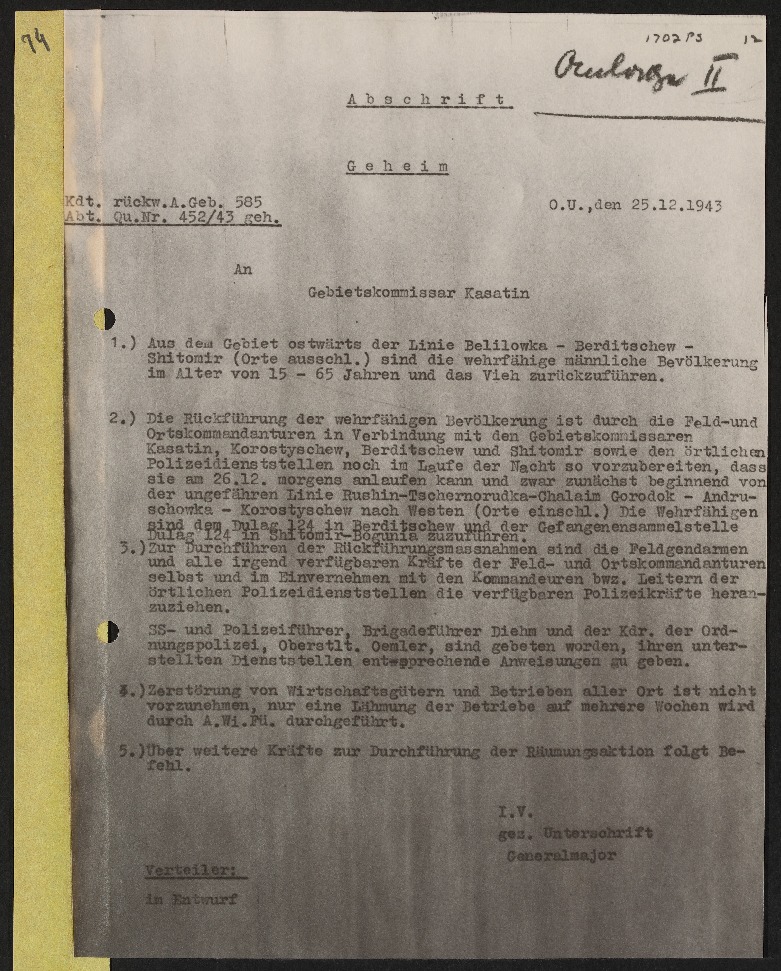 74
1702 PS 12
II
Abschrift
Geheim
Kdt. rückw.A.Geb. 585
Abt. Qu.Nr. 452/43 geh.
O.U.,den 25.12.1943
An
Gebietskommissar Kasatin
1.) Aus dem Gebiet ostwärts der Linie Belilowka - Berditschew -
Shitomir (Orte ausschl.) sind die wehrfähige männliche Bevölkerung
im Alter von 15 - 65 Jahren und das Vieh zurückzuführen.
2.) Die Rückführung der wehrfähigen Bevölkerung ist durch die Feld-und
Ortskommandanturen in Verbindung mit den Gebietskommissaren
Kasatin, Korostyschew, Berditschew und Shitomir sowie den örtlichen
Polizeidienststellen noch im Laufe der Nacht so vorzubereiten, dass
sie am 26.12. morgens anlaufen kann und zwar zunächst beginnend von
der ungefähren Linie Rushin-Tschernorudka-Chalaim Gorodok - Andru-
schowka - Korostyschew nach Westen (Orte einschl.) Die Wehrfähigen
sind dem Dulag 124 in Berditschew und der Gefangenensammelstelle
Dulag 124 in Shitomir-Bogunia zuzuführen.
3.)Zur Durchführen der Rückführungsmassnahmen sind die Feldgendarmen
und alle irgend verfügbaren Kräfte der Feld- und Ortskommandanturen
selbst und im Einvernehmen mit den Kommandeuren bwz. Leitern der
örtlichen Polizeidienststellen die verfügbaren Polizeikräfte heran-
zuziehen.
SS- und Polizeiführer, Brigadeführer Diehm und der Kdr. der Ord-
nungspolizei, Oberstlt. Oemler, sind gebeten worden, ihren unter-
stellten Dienststellen entsprechende Anweisungen zu geben.
4.)Zerstörung von Wirtschaftsgütern und Betrieben aller Ort ist nicht
vorzunehmen, nur eine Lähmung der Betriebe auf mehrere Wochen wird
durch A.Wi.Fü. durchgeführt.
5.)Über weitere Kräfte zur Durchführung der Räumungsaktion folgt Be-
fehl.
I.V.
gez. Unterschrift
Generalmajor
Verteiler:
im Entwurf